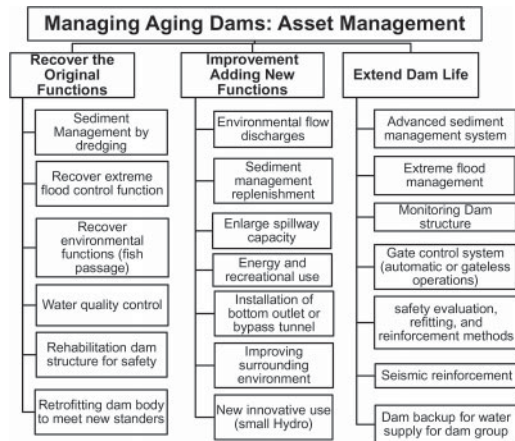 Managing Aging Dams: Asset Management
Recover the
Original
Functions
Sediment
Management by
dredging
Recover extreme
flood control function
Recover
environmental
functions (fish
passage)
Water quality control
Rehabilitation dam
structure for safety
Retrofitting dam body
to meet new standers
Improvement
Adding New
Functions
Environmental flow
discharges
Sediment
management
replenishment
Enlarge spillway
capacity
Energy and
recreational use
Installation of
bottom outlet or
bypass tunnel
Improving
surrounding
environment
New innovative use
(small Hydro)
Extend Dam Life
Advanced sediment
management system
Extreme flood
management
Monitoring Dam
structure
Gate control system
(automatic or gateless
operations)
safety evaluation,
refitting, and
reinforcement methods
Seismic reinforcement
Dam backup for water
supply for dam group